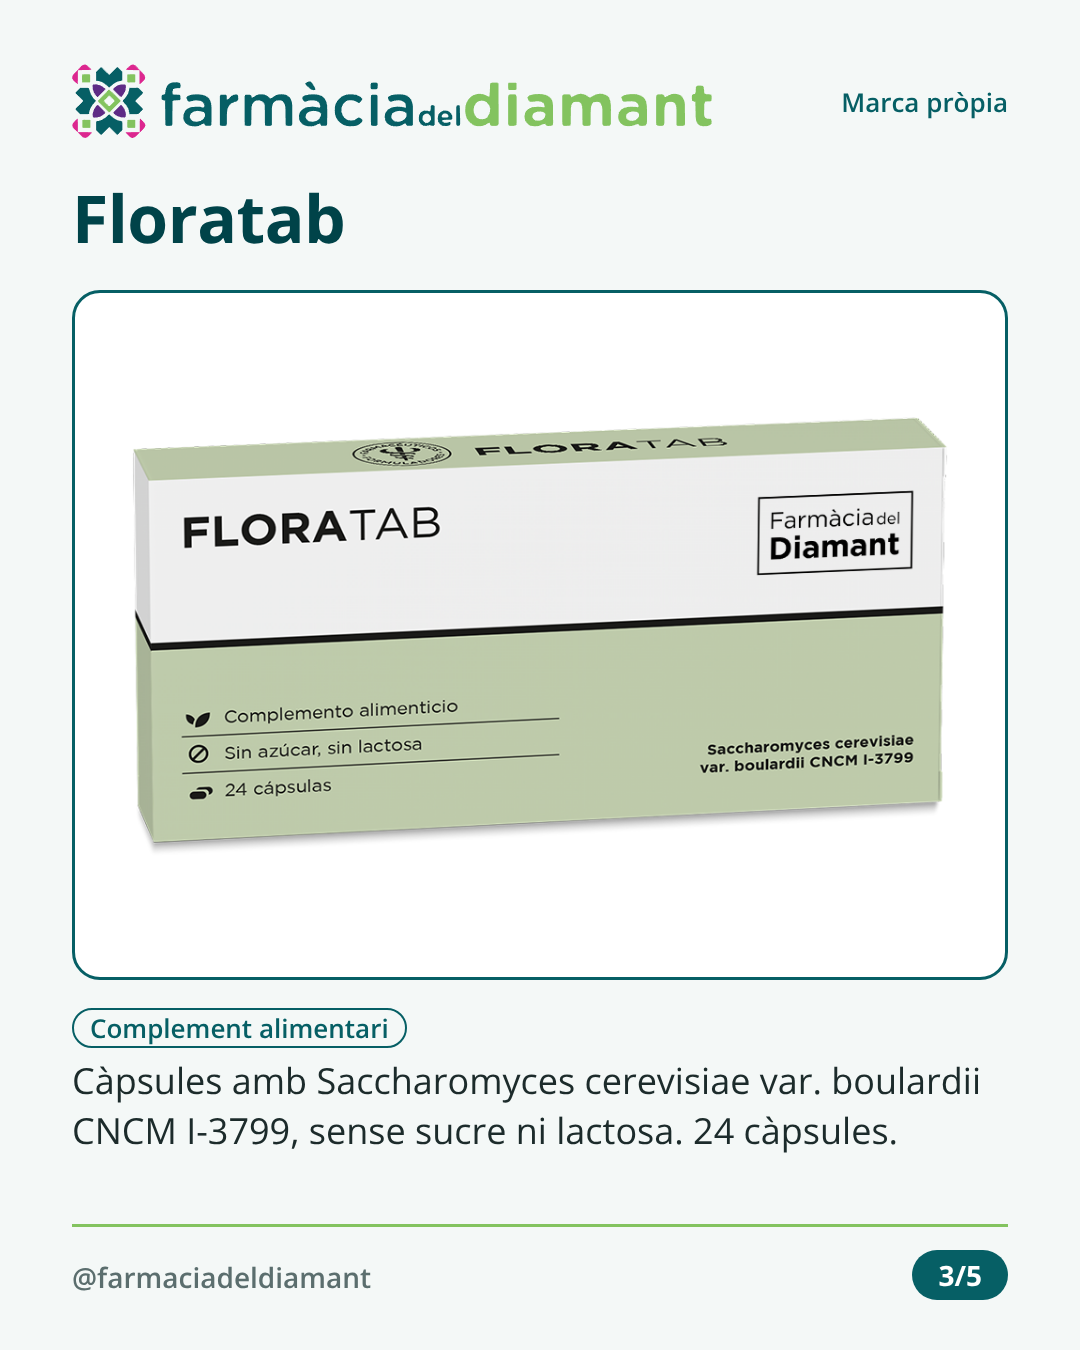 farmàciadeldiamant
Marca pròpia
Floratab
FARMACÉUTICOS
FORMULADORES
FLORATAB
FLORATAB
Farmàcia del
Diamant
Complemento alimenticio
Sin azúcar, sin lactosa
24 cápsulas
Saccharomyces cerevisiae
var. boulardii CNCM I-3799
Complement alimentari
Càpsules amb Saccharomyces cerevisiae var. boulardii
CNCM I-3799, sense sucre ni lactosa. 24 càpsules.
@farmaciadeldiamant
3/5